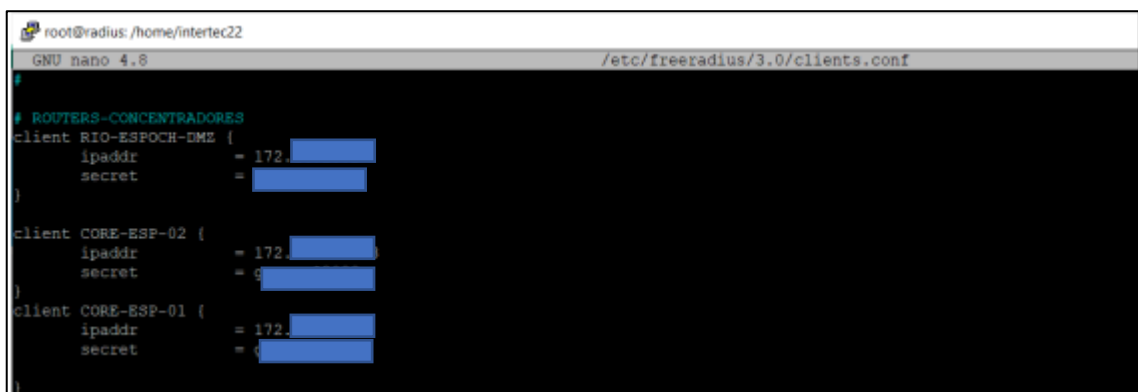 root@radius: /home/intertec22
GNU nano 4.8 /etc/freeradius/3.0/clients.conf
#
# ROUTERS-CONCENTRADORES
client RIO-ESPOCH-DMZ {
ipaddr = 172.
secret =
}
client CORE-ESP-02 {
ipaddr = 172.
secret =
}
client CORE-ESP-01 {
ipaddr = 172.
secret =
}